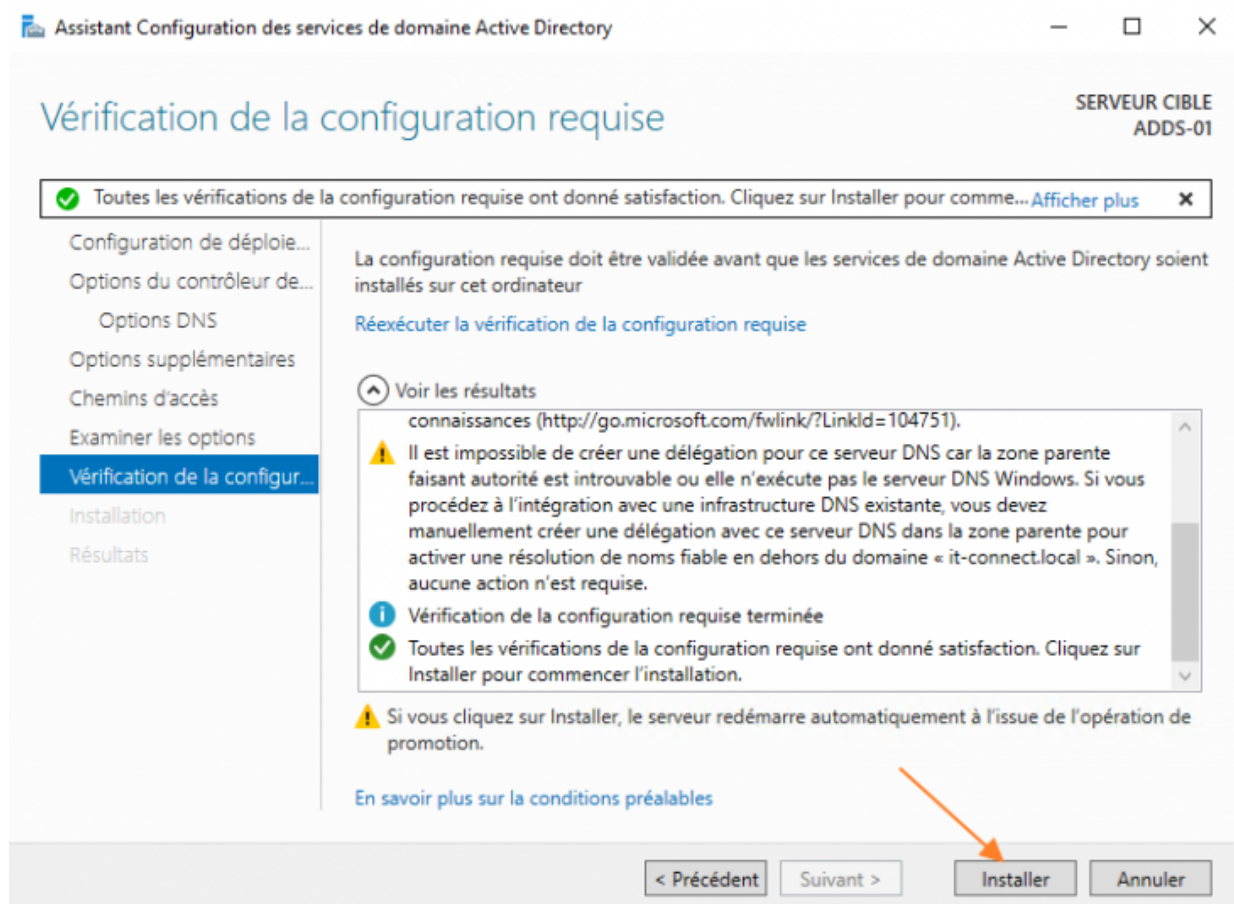 Assistant Configuration des services de domaine Active Directory
Vérification de la configuration requise
SERVEUR CIBLE
ADDS-01
Toutes les vérifications de la configuration requise ont donné satisfaction. Cliquez sur Installer pour comme... Afficher plus
Configuration de déploie...
Options du contrôleur de...
Options DNS
Options supplémentaires
Chemins d'accès
Examiner les options
Vérification de la configur...
Installation
Résultats
La configuration requise doit être validée avant que les services de domaine Active Directory soient
installés sur cet ordinateur
Réexécuter la vérification de la configuration requise
Voir les résultats
connaissances (http://go.microsoft.com/fwlink/?LinkId=104751).
Il est impossible de créer une délégation pour ce serveur DNS car la zone parente
faisant autorité est introuvable ou elle n'exécute pas le serveur DNS Windows. Si vous
procédez à l'intégration avec une infrastructure DNS existante, vous devez
manuellement créer une délégation avec ce serveur DNS dans la zone parente pour
activer une résolution de noms fiable en dehors du domaine « it-connect.local ». Sinon,
aucune action n'est requise.
Vérification de la configuration requise terminée
Toutes les vérifications de la configuration requise ont donné satisfaction. Cliquez sur
Installer pour commencer l'installation.
Si vous cliquez sur Installer, le serveur redémarre automatiquement à l'issue de l'opération de
promotion.
En savoir plus sur la conditions préalables
< Précédent
Suivant >
Installer
Annuler